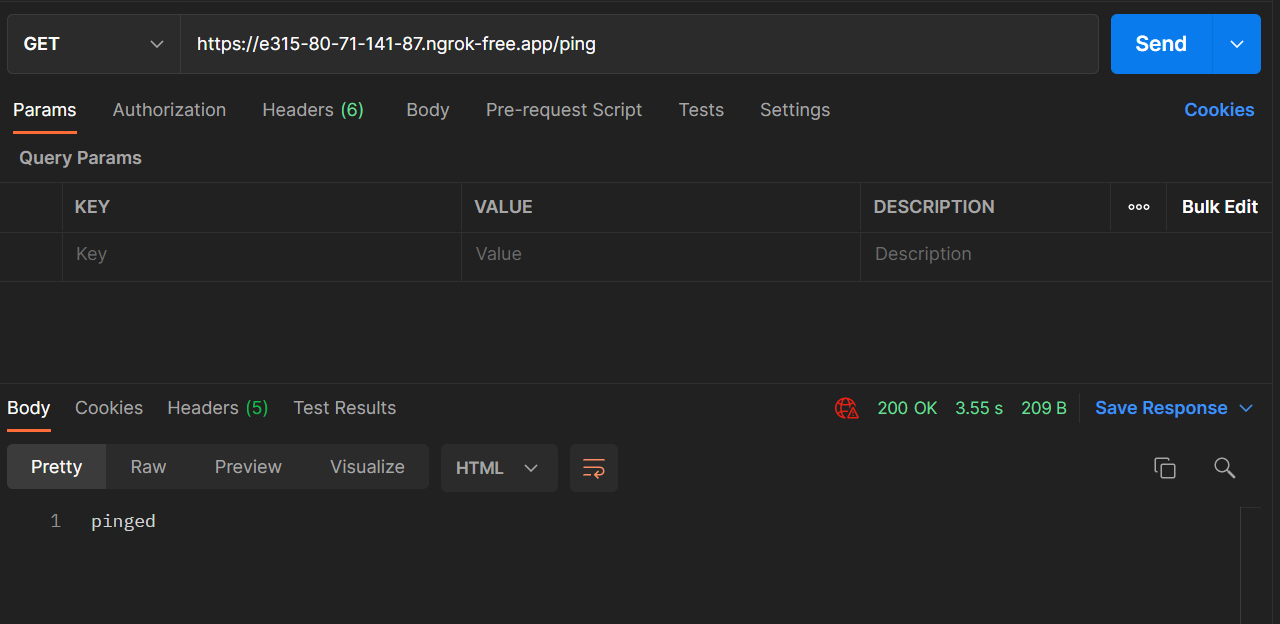 GET https://e315-80-71-141-87.ngrok-free.app/ping Send
Params Authorization Headers (6) Body Pre-request Script Tests Settings Cookies
Query Params
KEY VALUE DESCRIPTION Bulk Edit
Key Value Description
Body Cookies Headers (5) Test Results 200 OK 3.55 s 209 B Save Response
Pretty Raw Preview Visualize HTML
1 pinged